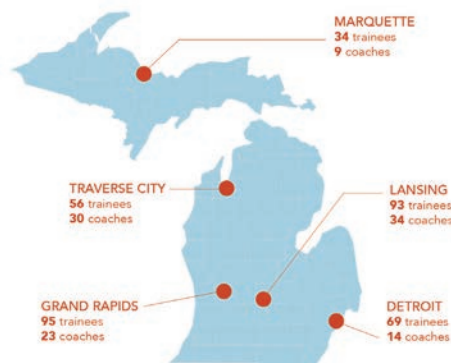 MARQUETTE
34 trainees
9 coaches
TRAVERSE CITY
56 trainees
30 coaches
LANSING
93 trainees
34 coaches
GRAND RAPIDS
95 trainees
23 coaches
DETROIT
69 trainees
14 coaches